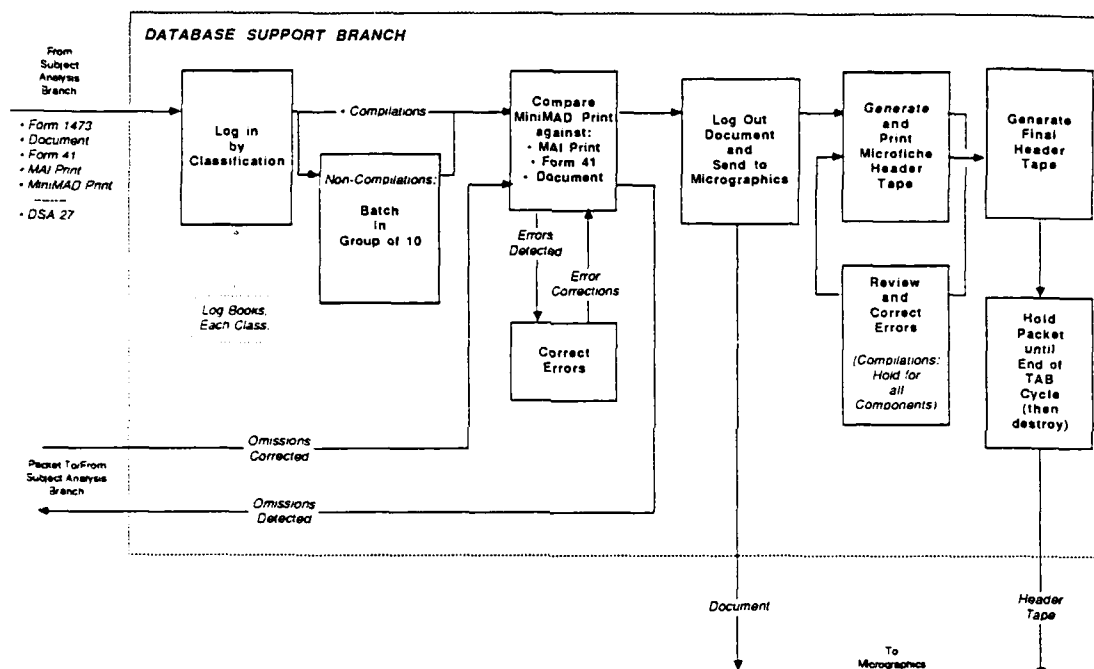 DATABASE SUPPORT BRANCH
From
Subject
Analysis
Branch
• Form 1473
• Document
• Form 41
• MAI Print
• MiniMAD Print
• DSA 27
Log in
by
Classification
Log Books,
Each Class.
• Compilations
Non-Compilations:
Batch
in
Group of 10
Compare
MiniMAD Print
against:
• MAI Print
• Form 41
• Document
Errors
Detected
Error
Corrections
Correct
Errors
Log Out
Document
and
Send to
Micrographics
Generate
and
Print
Microfiche
Header
Tape
Review
and
Correct
Errors
(Compilations:
Hold for
all
Components)
Generate
Final
Header
Tape
Hold
Packet
until
End of
TAB
Cycle
(then
destroy)
Omissions
Corrected
Packet To/From
Subject Analysis
Branch
Omissions
Detected
Document
Header
Tape
To
Micrographics